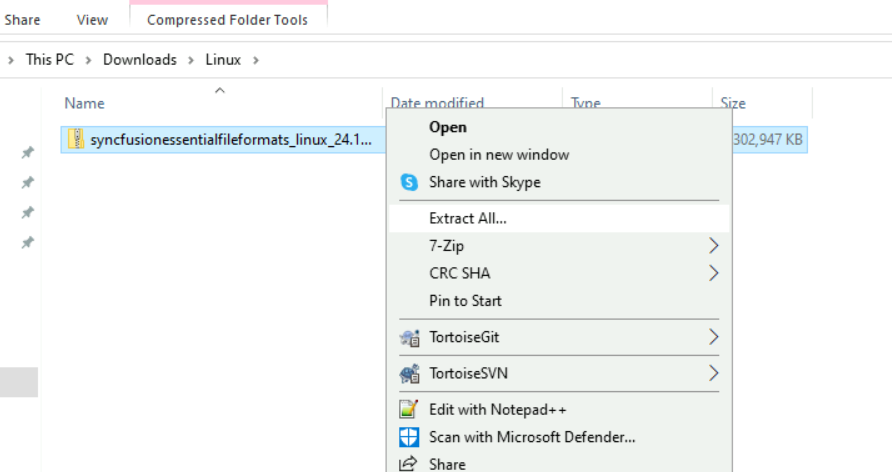 Share View Compressed Folder Tools
This PC Downloads Linux
Name Date modified Type Size
syncfusionessentialfileformats_linux_24.1... 302,947 KB
Open
Open in new window
Share with Skype
Extract All...
7-Zip
CRC SHA
Pin to Start
TortoiseGit
TortoiseSVN
Edit with Notepad++
Scan with Microsoft Defender...
Share